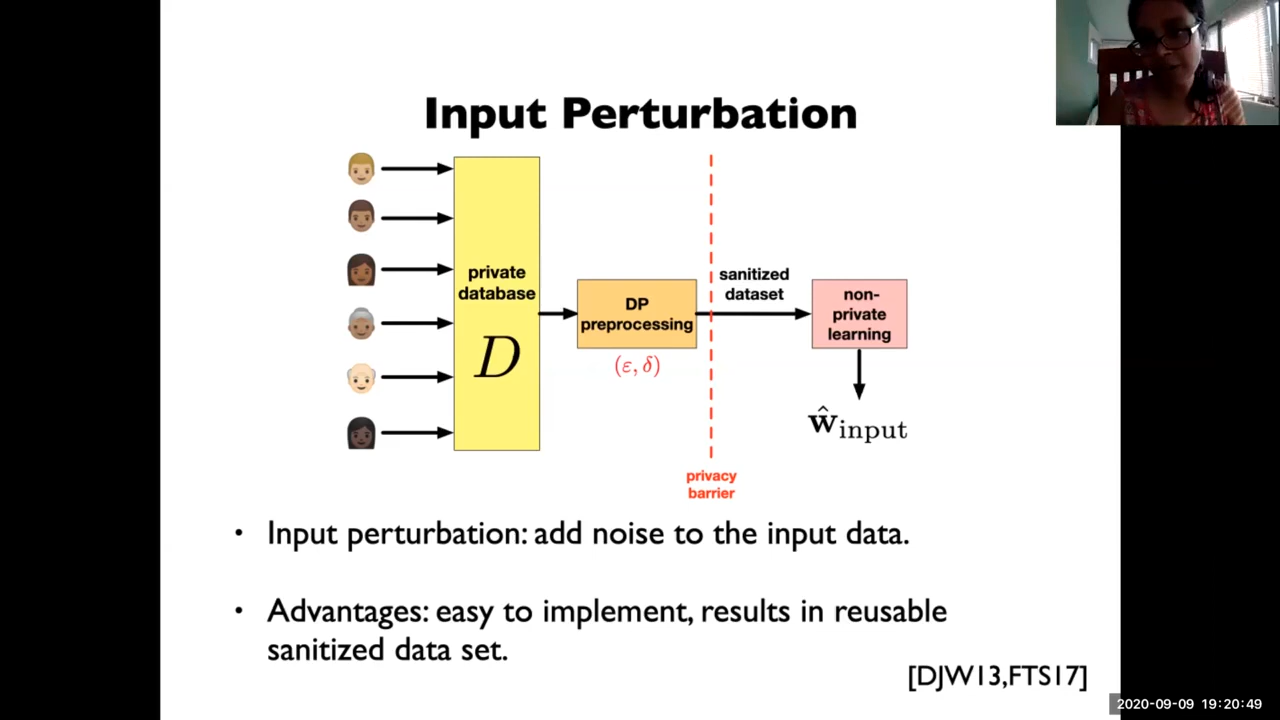 Input Perturbation
private
database
D
DP
preprocessing
(ε, δ)
sanitized
dataset
non-
private
learning
ŵinput
privacy
barrier
• Input perturbation: add noise to the input data.
• Advantages: easy to implement, results in reusable
sanitized data set.
[DJW13,FTS17]
2020-09-09 19:20:49